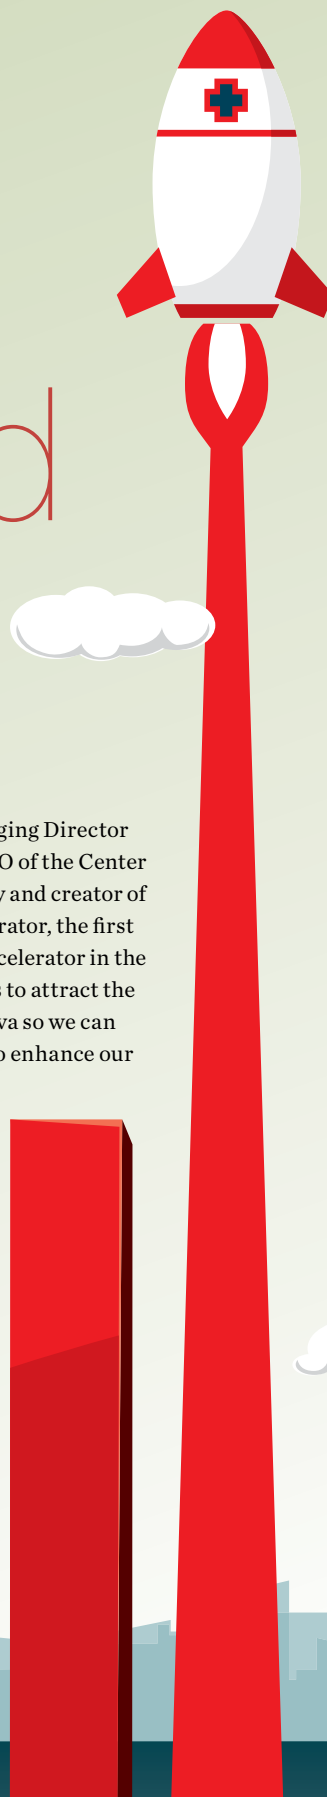 d
ging Director
O of the Center
y and creator of
rator, the first
celerator in the
s to attract the
va so we can
o enhance our